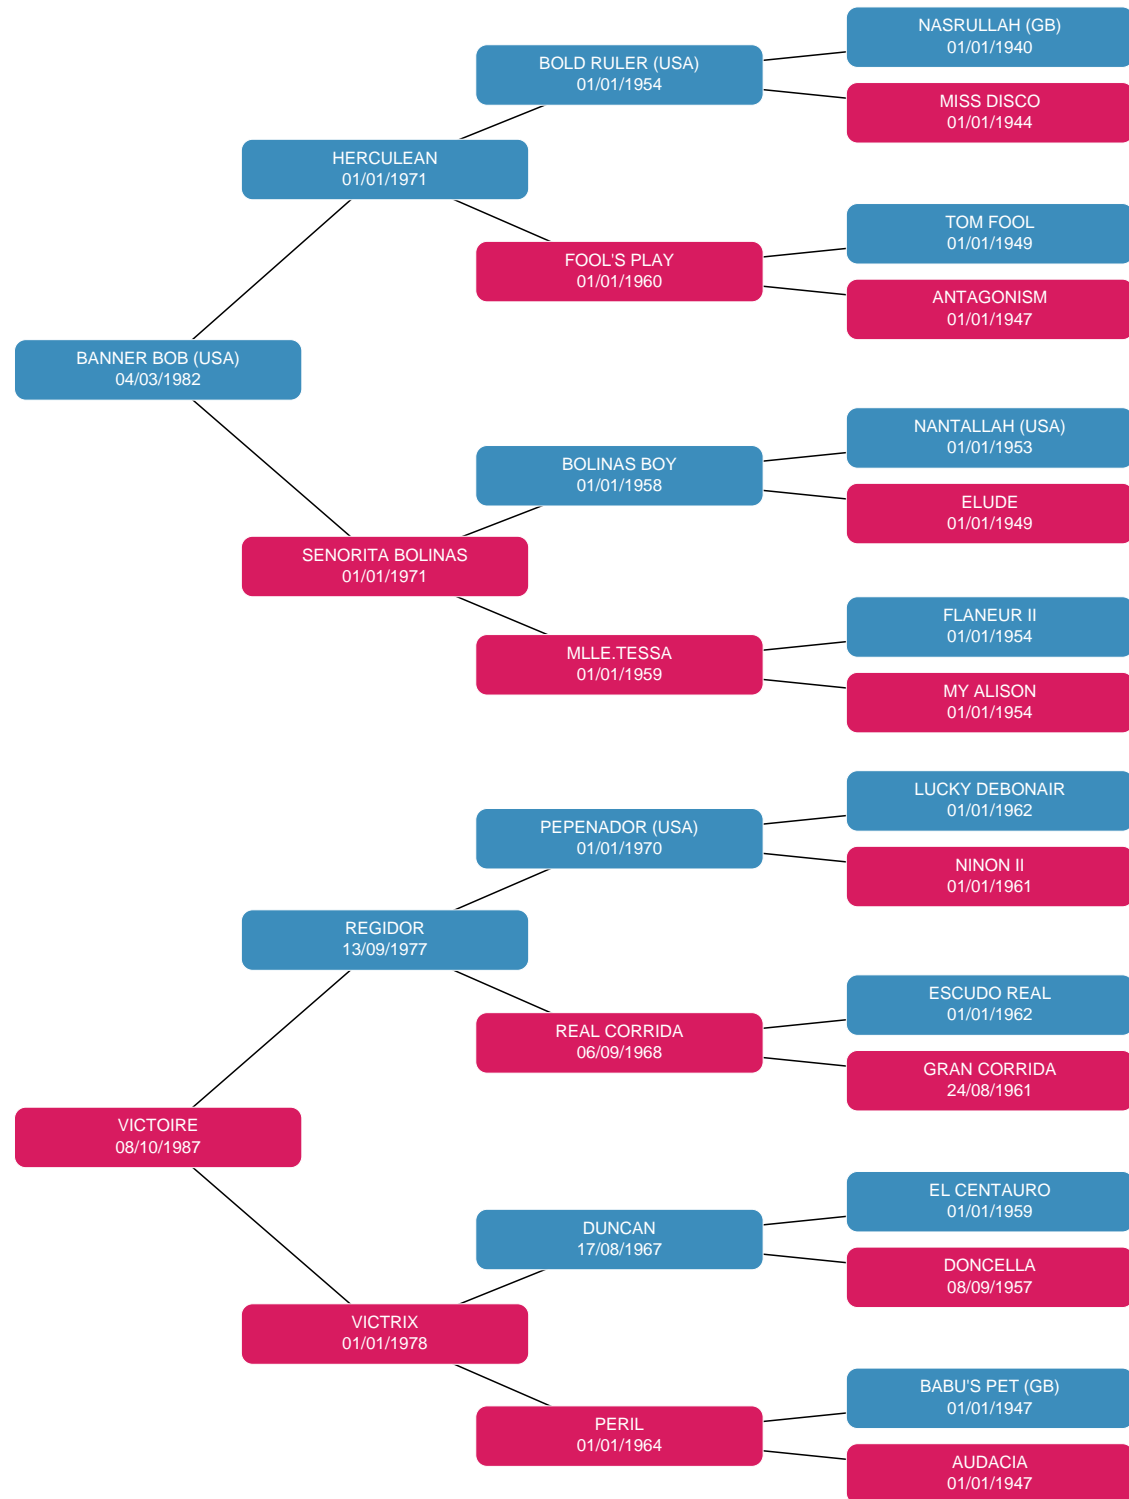 NASRULLAH (GB)
01/01/1940
BOLD RULER (USA)
01/01/1954
MISS DISCO
01/01/1944
HERCULEAN
01/01/1971
TOM FOOL
01/01/1949
FOOL'S PLAY
01/01/1960
ANTAGONISM
01/01/1947
BANNER BOB (USA)
04/03/1982
NANTALLAH (USA)
01/01/1953
BOLINAS BOY
01/01/1958
ELUDE
01/01/1949
SENORITA BOLINAS
01/01/1971
FLANEUR II
01/01/1954
MLLE.TESSA
01/01/1959
MY ALISON
01/01/1954
LUCKY DEBONAIR
01/01/1962
PEPENADOR (USA)
01/01/1970
NINON II
01/01/1961
REGIDOR
13/09/1977
ESCUDO REAL
01/01/1962
REAL CORRIDA
06/09/1968
GRAN CORRIDA
24/08/1961
VICTOIRE
08/10/1987
EL CENTAURO
01/01/1959
DUNCAN
17/08/1967
DONCELLA
08/09/1957
VICTRIX
01/01/1978
BABU'S PET (GB)
01/01/1947
PERIL
01/01/1964
AUDACIA
01/01/1947